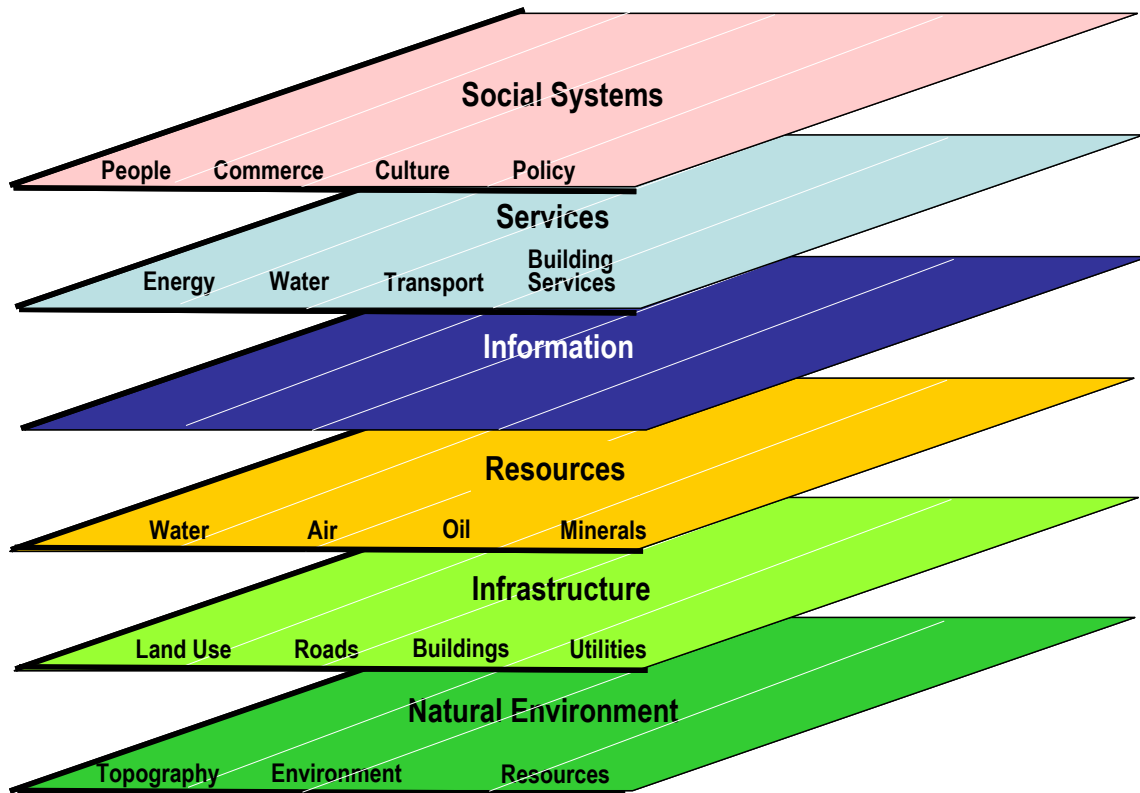 Social Systems
People Commerce Culture Policy
Services
Energy Water Transport Building Services
Information
Resources
Water Air Oil Minerals
Infrastructure
Land Use Roads Buildings Utilities
Natural Environment
Topography Environment Resources